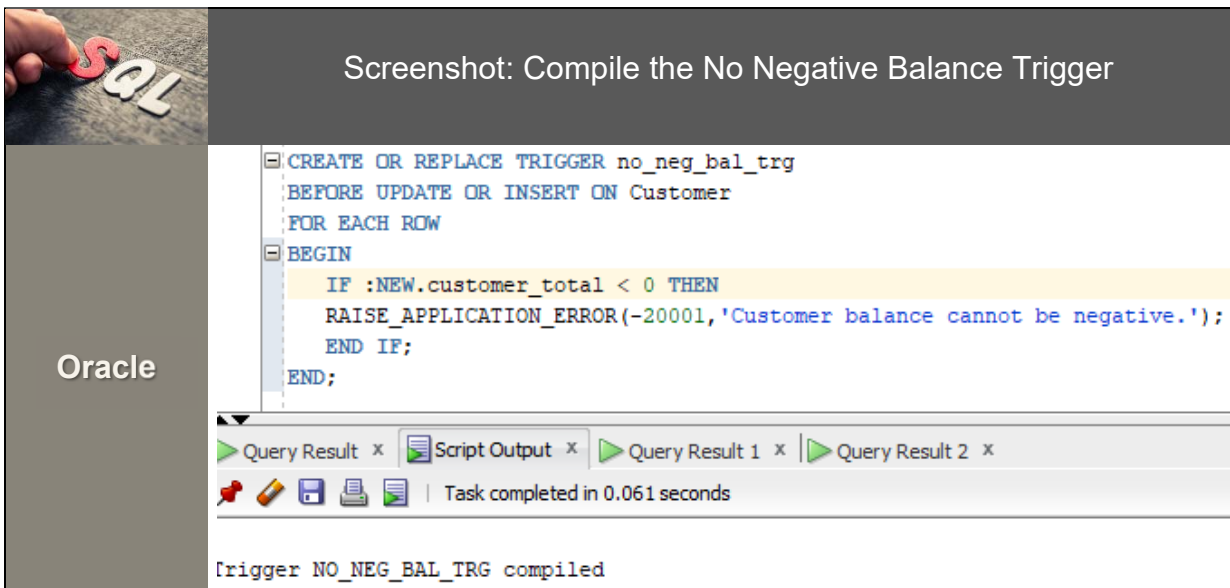 SQL
Screenshot: Compile the No Negative Balance Trigger
Oracle
CREATE OR REPLACE TRIGGER no_neg_bal_trg
BEFORE UPDATE OR INSERT ON Customer
FOR EACH ROW
BEGIN
IF :NEW.customer_total < 0 THEN
RAISE_APPLICATION_ERROR(-20001,'Customer balance cannot be negative.');
END IF;
END;
Query Result x Script Output x Query Result 1 x Query Result 2 x
Task completed in 0.061 seconds
Trigger NO_NEG_BAL_TRG compiled